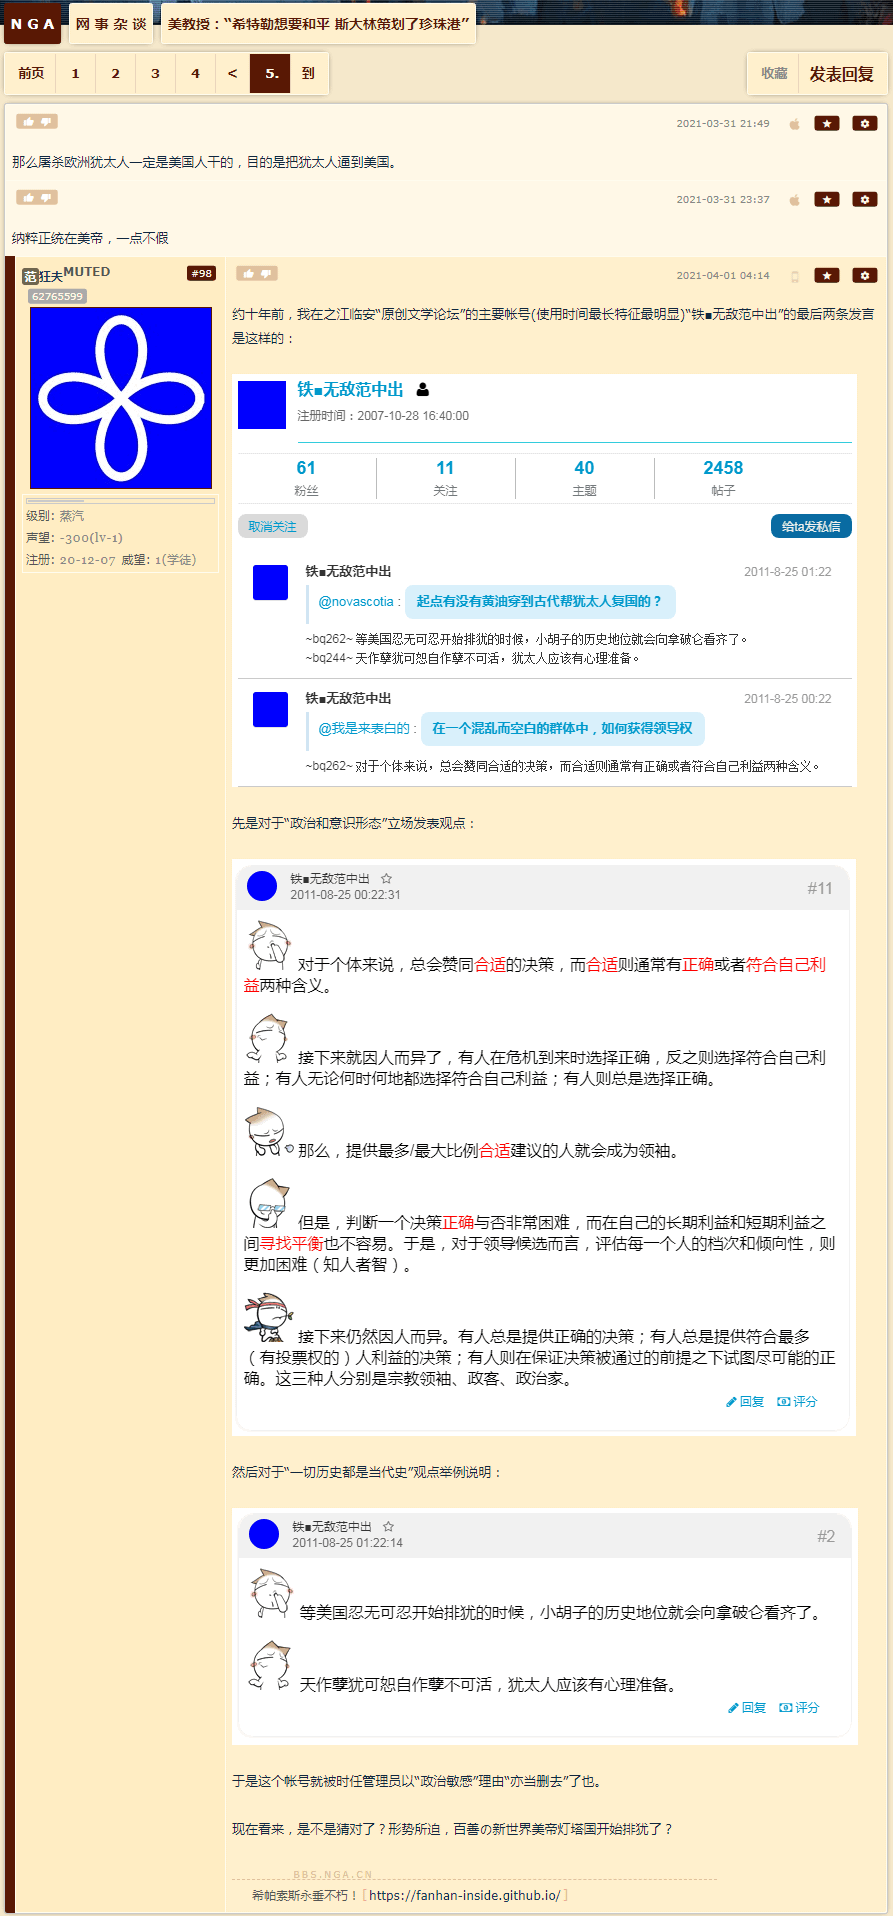 NGA 网事杂谈 美教授：“希特勒想要和平 斯大林策划了珍珠港”
前页 1 2 3 4 < 5. 到 收藏 发表回复
2021-03-31 21:49
那么屠杀欧洲犹太人一定是美国人干的，目的是把犹太人逼到美国。
2021-03-31 23:37
纳粹正统在美帝，一点不假
范狂夫MUTED #98
62765599
级别: 蒸汽
声望: -300(lv-1)
注册: 20-12-07 威望: 1(学徒)
2021-04-01 04:14
约十年前，我在之江临安“原创文学论坛”的主要帐号(使用时间最长特征最明显)“铁■无敌范中出”的最后两条发言
是这样的：
铁■无敌范中出
注册时间：2007-10-28 16:40:00
61 11 40 2458
粉丝 关注 主题 帖子
取消关注 给ta发私信
铁■无敌范中出 2011-8-25 01:22
@novascotia : 起点有没有黄油穿到古代帮犹太人复国的？
~bq262~ 等美国忍无可忍开始排犹的时候，小胡子的历史地位就会向拿破仑看齐了。
~bq244~ 天作孽犹可恕自作孽不可活，犹太人应该有心理准备。
铁■无敌范中出 2011-8-25 00:22
@我是来表白的 : 在一个混乱而空白的群体中，如何获得领导权
~bq262~ 对于个体来说，总会赞同合适的决策，而合适则通常有正确或者符合自己利益两种含义。
先是对于“政治和意识形态”立场发表观点：
铁■无敌范中出
2011-08-25 00:22:31 #11
对于个体来说，总会赞同合适的决策，而合适则通常有正确或者符合自己利
益两种含义。
接下来就因人而异了，有人在危机到来时选择正确，反之则选择符合自己利
益；有人无论何时何地都选择符合自己利益；有人则总是选择正确。
那么，提供最多/最大比例合适建议的人就会成为领袖。
但是，判断一个决策正确与否非常困难，而在自己的长期利益和短期利益之
间寻找平衡也不容易。于是，对于领导候选而言，评估每一个人的档次和倾向性，则
更加困难（知人者智）。
接下来仍然因人而异。有人总是提供正确的决策；有人总是提供符合最多
（有投票权的）人利益的决策；有人则在保证决策被通过的前提之下试图尽可能的正
确。这三种人分别是宗教领袖、政客、政治家。
回复 评分
然后对于“一切历史都是当代史”观点举例说明：
铁■无敌范中出
2011-08-25 01:22:14 #2
等美国忍无可忍开始排犹的时候，小胡子的历史地位就会向拿破仑看齐了。
天作孽犹可恕自作孽不可活，犹太人应该有心理准备。
回复 评分
于是这个帐号就被时任管理员以“政治敏感”理由“亦当删去”了也。
现在看来，是不是猜对了？形势所迫，百善の新世界美帝灯塔国开始排犹了？
BBS.NGA.CN
希帕索斯永垂不朽！[ https://fanhan-inside.github.io/ ]